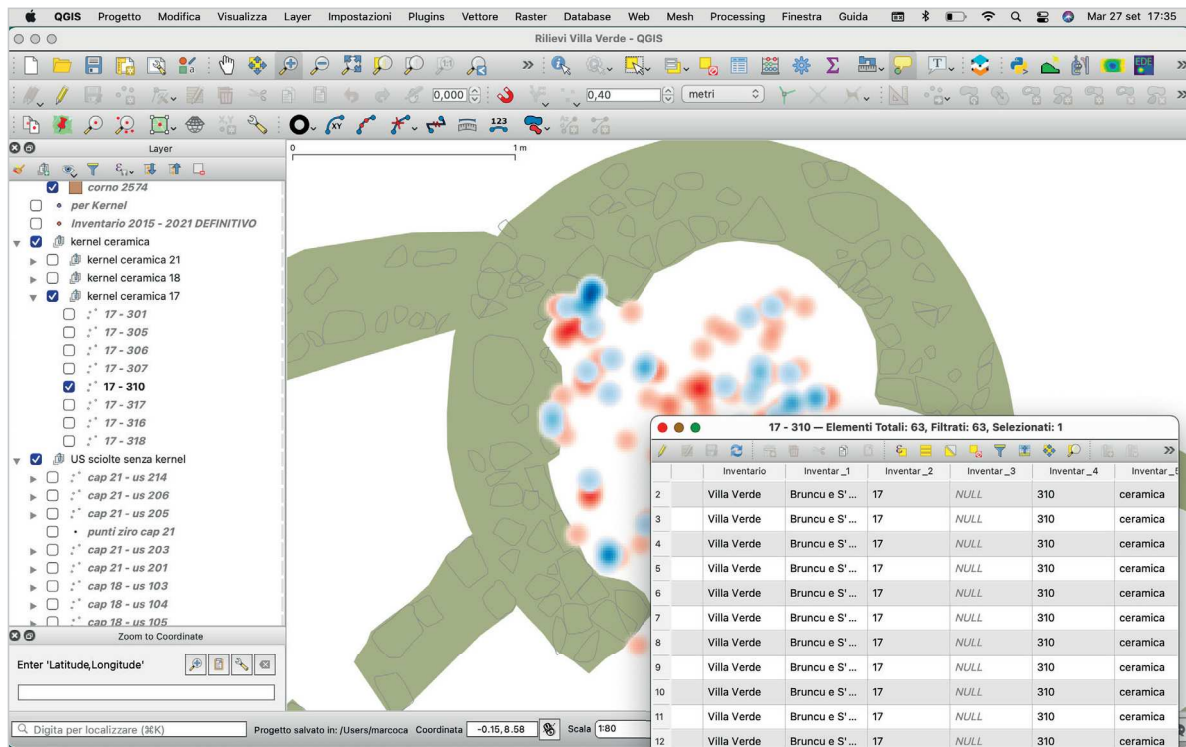 QGIS Progetto Modifica Visualizza Layer Impostazioni Plugins Vettore Raster Database Web Mesh Processing Finestra Guida Mar 27 set 17:35
Rilievi Villa Verde - QGIS
0,000 0,40 metri
XY 123
Layer
0 1 m
corno 2574
per Kernel
Inventario 2015 - 2021 DEFINITIVO
kernel ceramica
kernel ceramica 21
kernel ceramica 18
kernel ceramica 17
17 - 301
17 - 305
17 - 306
17 - 307
17 - 310
17 - 317
17 - 316
17 - 318
US sciolte senza kernel
cap 21 - us 214
cap 21 - us 206
cap 21 - us 205
punti ziro cap 21
cap 21 - us 203
cap 21 - us 201
cap 18 - us 103
cap 18 - us 104
cap 18 - us 105
Zoom to Coordinate
Enter 'Latitude,Longitude'
17 - 310 — Elementi Totali: 63, Filtrati: 63, Selezionati: 1
Inventario Inventar_1 Inventar_2 Inventar_3 Inventar_4 Inventar_5
2 Villa Verde Bruncu e S'... 17 NULL 310 ceramica
3 Villa Verde Bruncu e S'... 17 NULL 310 ceramica
4 Villa Verde Bruncu e S'... 17 NULL 310 ceramica
5 Villa Verde Bruncu e S'... 17 NULL 310 ceramica
6 Villa Verde Bruncu e S'... 17 NULL 310 ceramica
7 Villa Verde Bruncu e S'... 17 NULL 310 ceramica
8 Villa Verde Bruncu e S'... 17 NULL 310 ceramica
9 Villa Verde Bruncu e S'... 17 NULL 310 ceramica
10 Villa Verde Bruncu e S'... 17 NULL 310 ceramica
11 Villa Verde Bruncu e S'... 17 NULL 310 ceramica
12 Villa Verde Bruncu e S'... 17 NULL 310 ceramica
Digita per localizzare (⌘K) Progetto salvato in: /Users/marcoca Coordinata -0.15,8.58 Scala 1:80